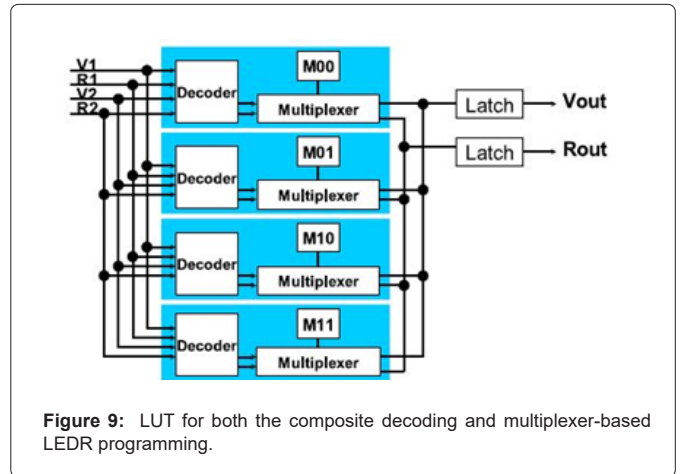 V1
R1
V2
R2
Decoder
M00
Multiplexer
Latch
Vout
Latch
Rout
Decoder
M01
Multiplexer
Decoder
M10
Multiplexer
Decoder
M11
Multiplexer
Figure 9: LUT for both the composite decoding and multiplexer-based
LEDR programming.